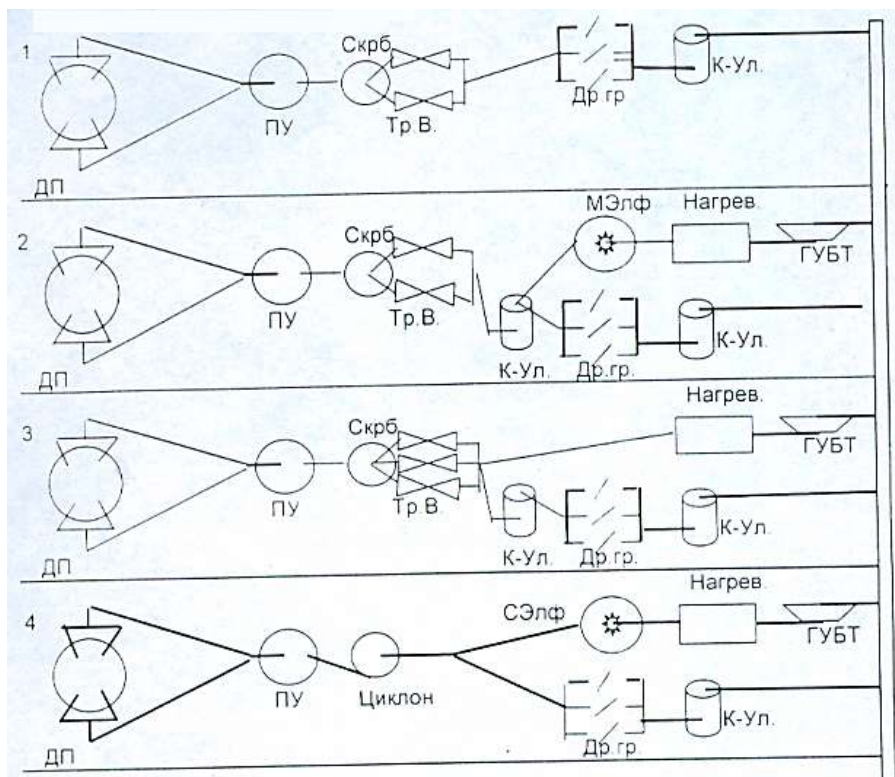 1
Скрб
К-Ул.
ПУ
Тр.В.
Др.гр
ДП
2
МЭлф
Нагрев.
Скрб
ГУБТ
ПУ
Тр.В.
К-Ул.
К-Ул.
Др.гр.
ДП
Нагрев.
3
Скрб
ГУБТ
ПУ
Тр.В.
К-Ул.
К-Ул.
Др.гр.
ДП
Нагрев.
4
СЭлф
ГУБТ
ПУ
Циклон
К-Ул.
Др.гр.
ДП